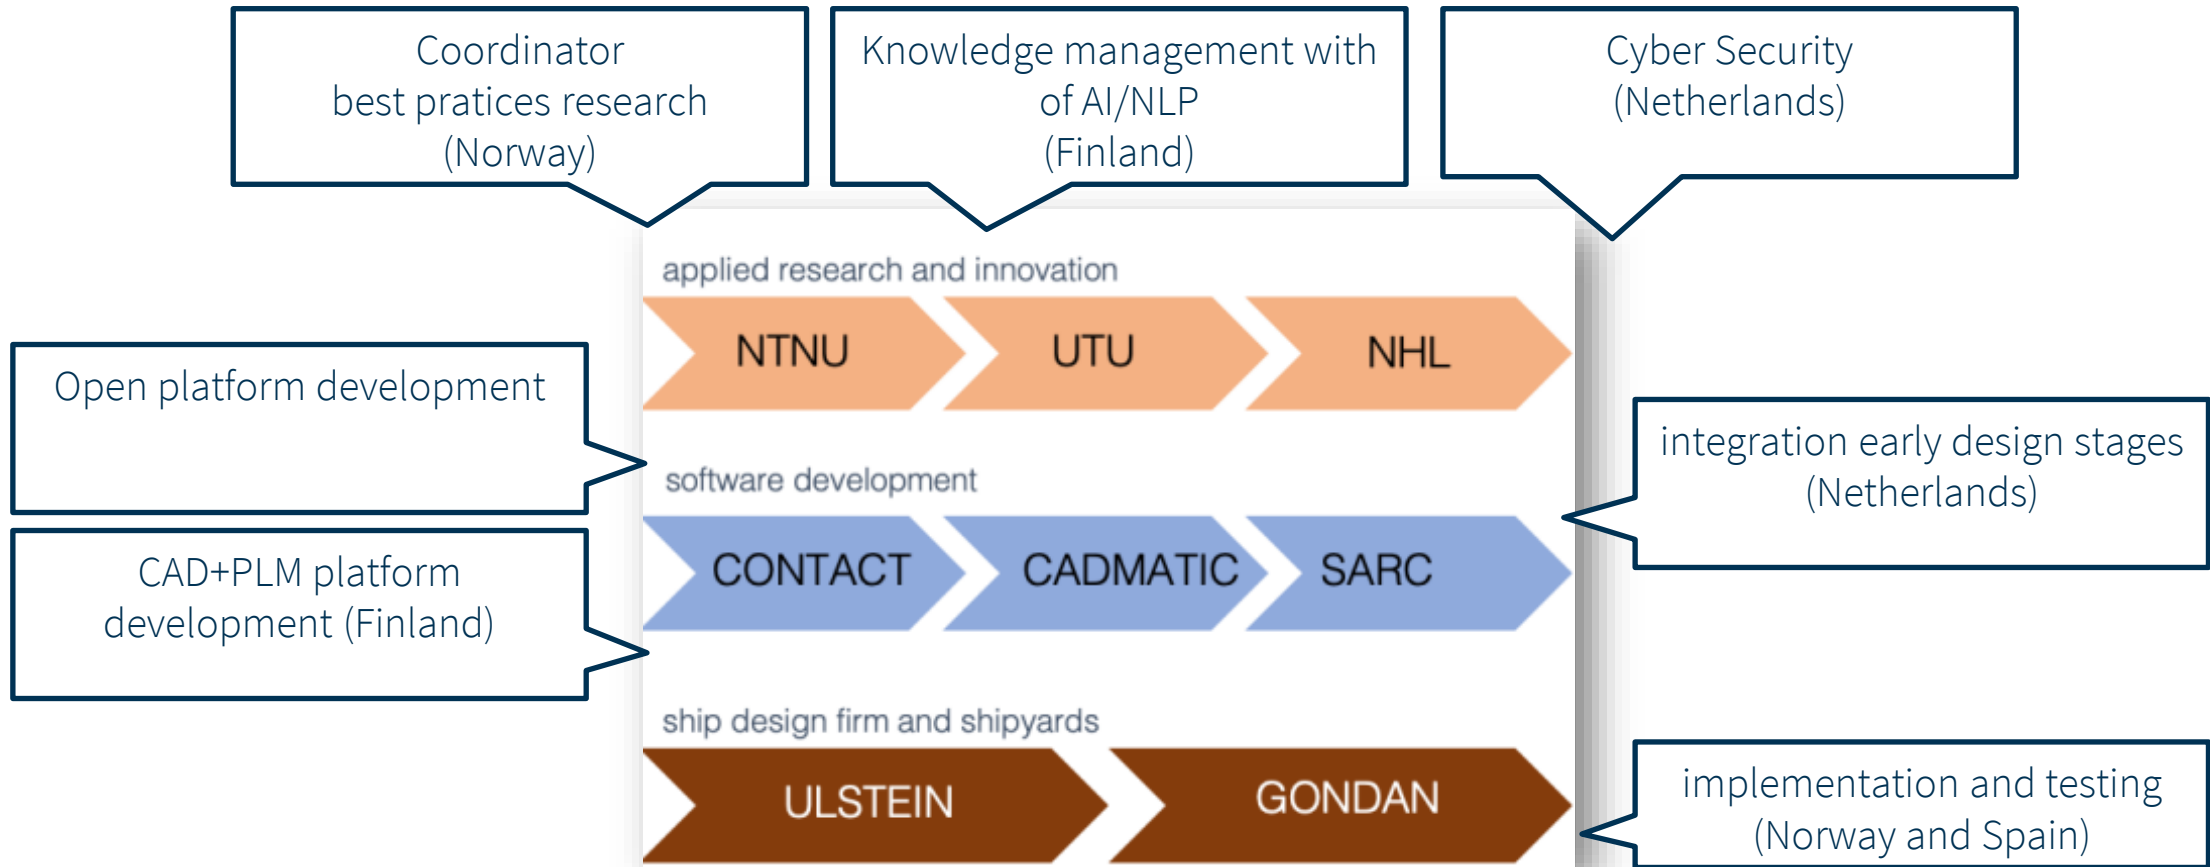 Coordinator
best pratices research
(Norway)
Knowledge management with
of AI/NLP
(Finland)
Cyber Security
(Netherlands)
applied research and innovation
NTNU
UTU
NHL
Open platform development
integration early design stages
(Netherlands)
software development
CONTACT
CADMATIC
SARC
CAD+PLM platform
development (Finland)
ship design firm and shipyards
ULSTEIN
GONDAN
implementation and testing
(Norway and Spain)